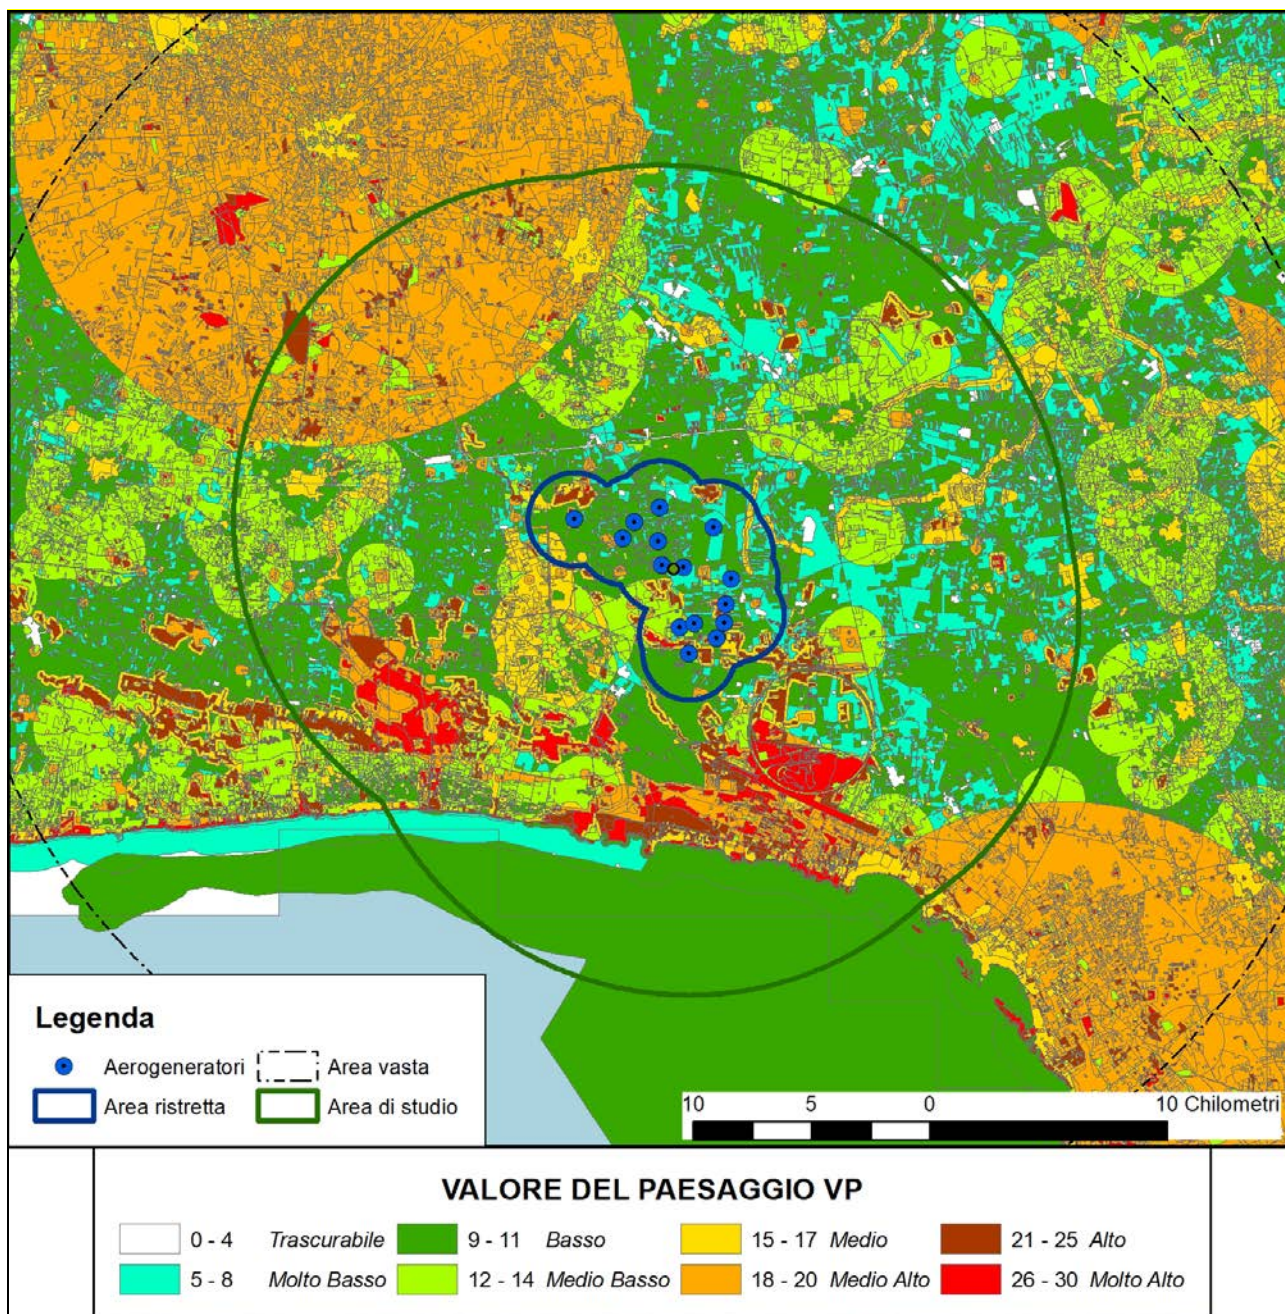 Legenda
Aerogeneratori
Area vasta
Area ristretta
Area di studio
10 5 0 10 Chilometri
VALORE DEL PAESAGGIO VP
0 - 4 Trascurabile
9 - 11 Basso
15 - 17 Medio
21 - 25 Alto
5 - 8 Molto Basso
12 - 14 Medio Basso
18 - 20 Medio Alto
26 - 30 Molto Alto